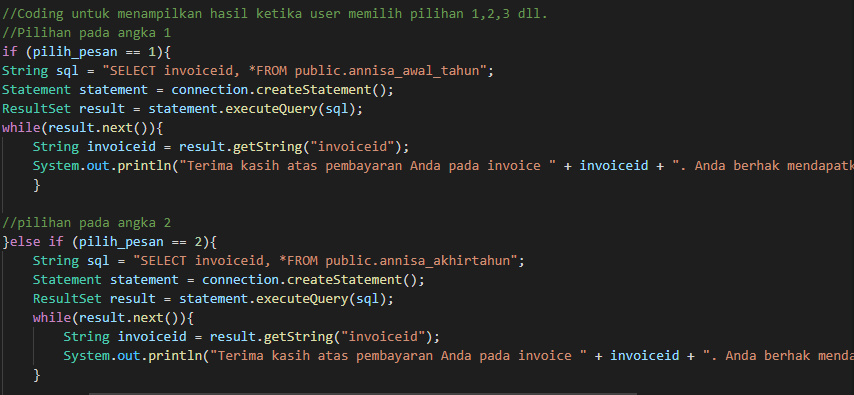 //Coding untuk menampilkan hasil ketika user memilih pilihan 1,2,3 dll.
//Pilihan pada angka 1
if (pilih_pesan == 1){
String sql = "SELECT invoiceid, *FROM public.annisa_awal_tahun";
Statement statement = connection.createStatement();
ResultSet result = statement.executeQuery(sql);
while(result.next()){
    String invoiceid = result.getString("invoiceid");
    System.out.println("Terima kasih atas pembayaran Anda pada invoice " + invoiceid + ". Anda berhak mendapatk
    }
//pilihan pada angka 2
}else if (pilih_pesan == 2){
    String sql = "SELECT invoiceid, *FROM public.annisa_akhirtahun";
    Statement statement = connection.createStatement();
    ResultSet result = statement.executeQuery(sql);
    while(result.next()){
        String invoiceid = result.getString("invoiceid");
        System.out.println("Terima kasih atas pembayaran Anda pada invoice " + invoiceid + ". Anda berhak menda
    }